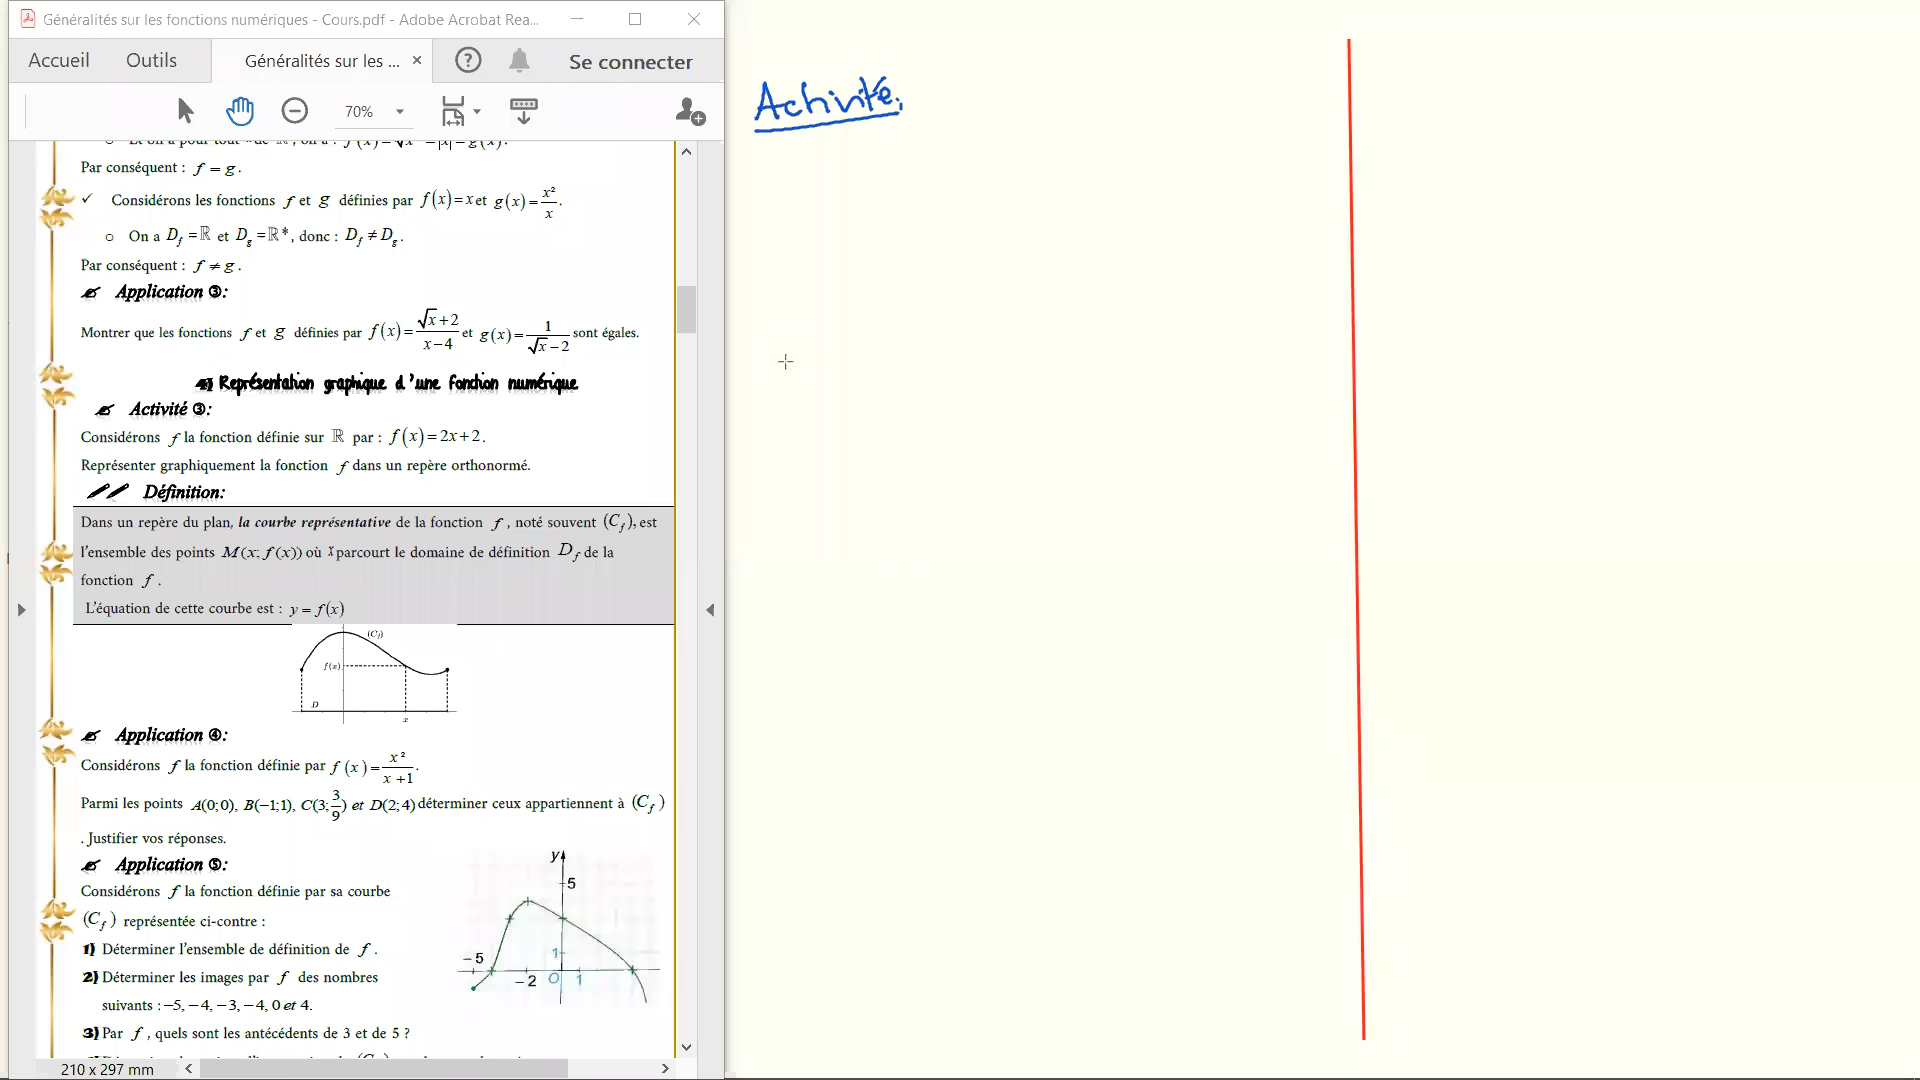 Généralités sur les fonctions numériques - Cours.pdf - Adobe Acrobat Rea...
Accueil Outils Généralités sur les ... × Se connecter
70%
Par conséquent : f = g.
✓ Considérons les fonctions f et g définies par f(x)=x et g(x)=x²/x.
o On a D_f = ℝ et D_g = ℝ*, donc : D_f ≠ D_g.
Par conséquent : f ≠ g.
Application ③:
Montrer que les fonctions f et g définies par f(x)=(√x+2)/(x−4) et g(x)=1/(√x−2) sont égales.
4) Représentation graphique d'une fonction numérique
Activité ③:
Considérons f la fonction définie sur ℝ par : f(x)=2x+2.
Représenter graphiquement la fonction f dans un repère orthonormé.
Définition:
Dans un repère du plan, la courbe représentative de la fonction f, noté souvent (C_f), est
l'ensemble des points M(x; f(x)) où x parcourt le domaine de définition D_f de la
fonction f.
L'équation de cette courbe est : y = f(x)
(C_f)
f(x)
D
x
Application ④:
Considérons f la fonction définie par f(x)=x²/(x+1).
Parmi les points A(0;0), B(−1;1), C(3;3/9) et D(2;4) déterminer ceux appartiennent à (C_f)
. Justifier vos réponses.
Application ⑤:
Considérons f la fonction définie par sa courbe
(C_f) représentée ci-contre :
1) Déterminer l'ensemble de définition de f.
2) Déterminer les images par f des nombres
suivants : −5, −4, −3, −4, 0 et 4.
3) Par f, quels sont les antécédents de 3 et de 5 ?
y
5
1
−5
−2 0 1
210 x 297 mm
Activité: